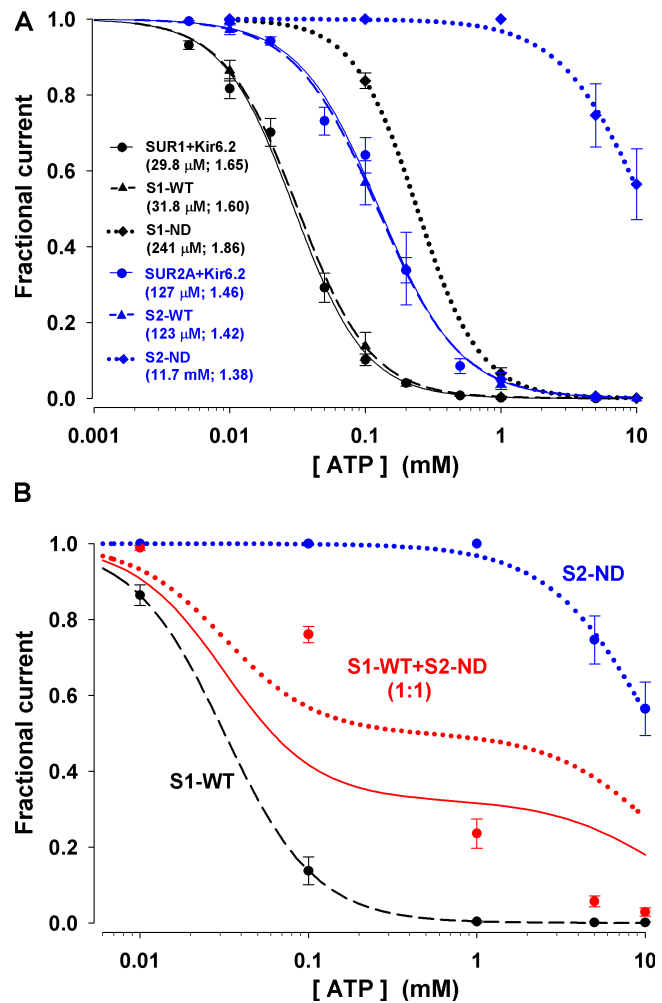 A
Fractional current
1.0
0.8
0.6
0.4
0.2
0.0
SUR1+Kir6.2
(29.8 μM; 1.65)
S1-WT
(31.8 μM; 1.60)
S1-ND
(241 μM; 1.86)
SUR2A+Kir6.2
(127 μM; 1.46)
S2-WT
(123 μM; 1.42)
S2-ND
(11.7 mM; 1.38)
0.001 0.01 0.1 1 10
[ ATP ] (mM)
B
Fractional current
1.0
0.8
0.6
0.4
0.2
0.0
S2-ND
S1-WT+S2-ND
(1:1)
S1-WT
0.01 0.1 1 10
[ ATP ] (mM)